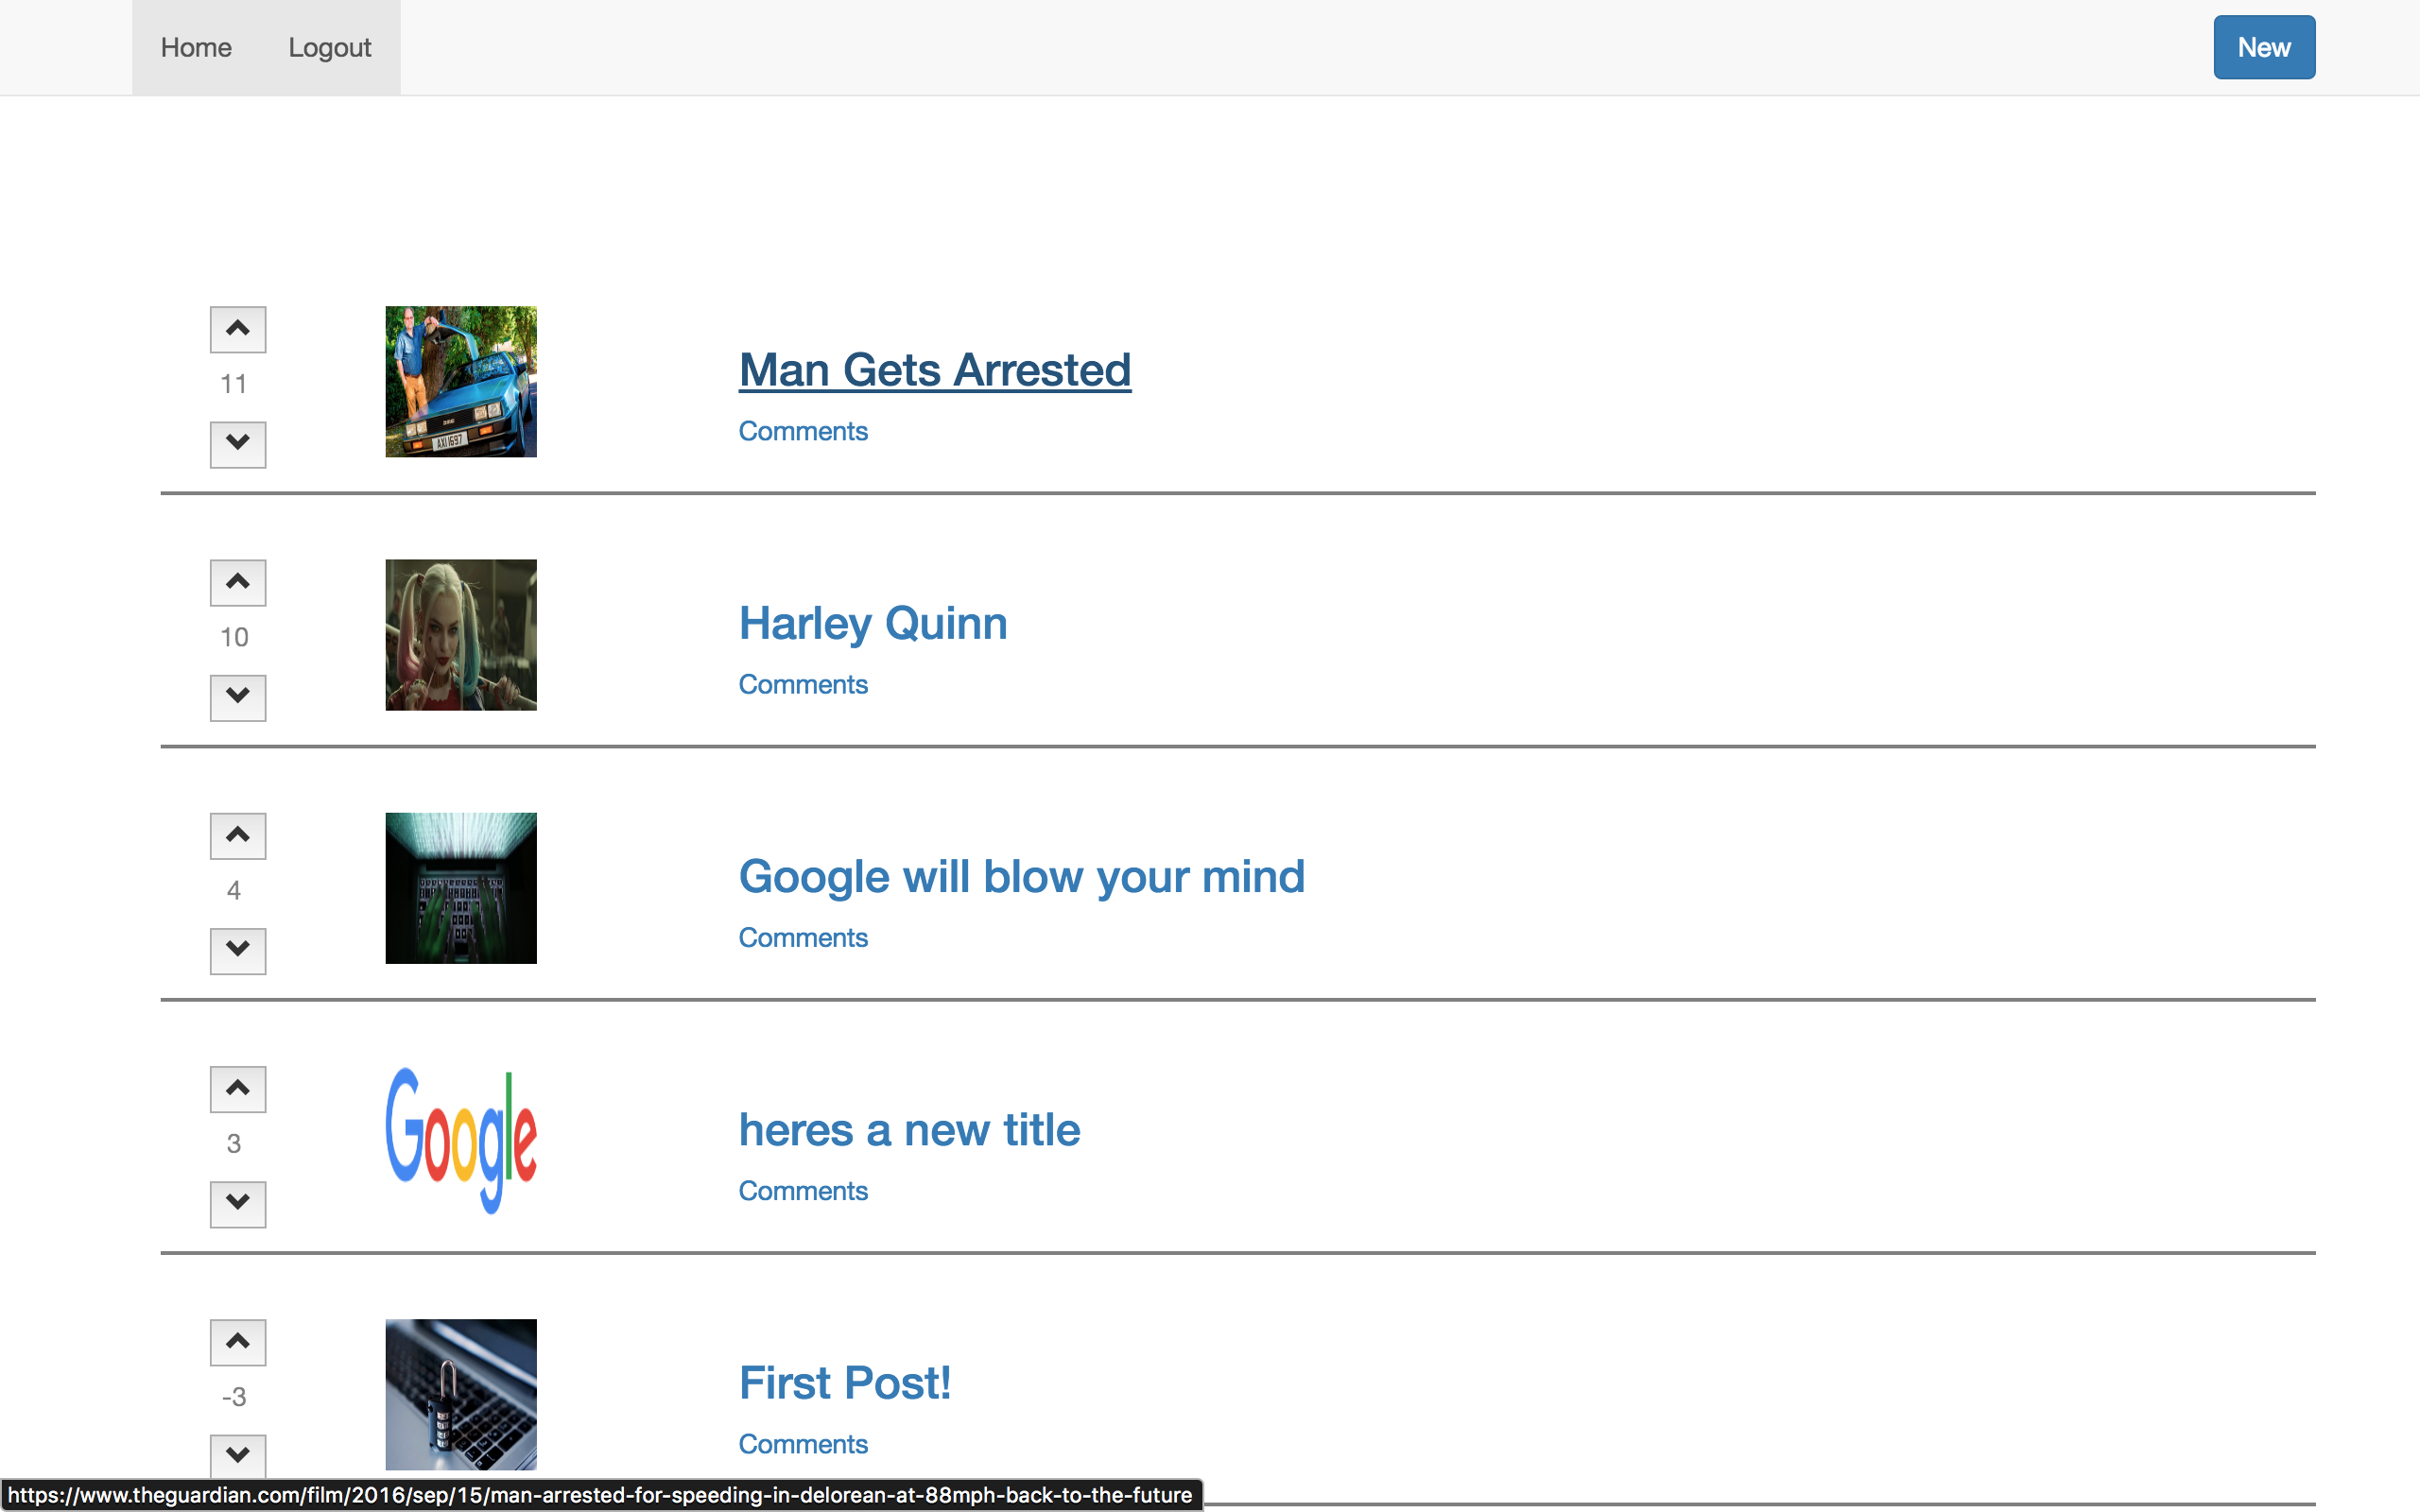 Home Logout New
11
Man Gets Arrested
Comments
AXI 1697
10
Harley Quinn
Comments
4
Google will blow your mind
Comments
Google
3
heres a new title
Comments
-3
First Post!
Comments
https://www.theguardian.com/film/2016/sep/15/man-arrested-for-speeding-in-delorean-at-88mph-back-to-the-future